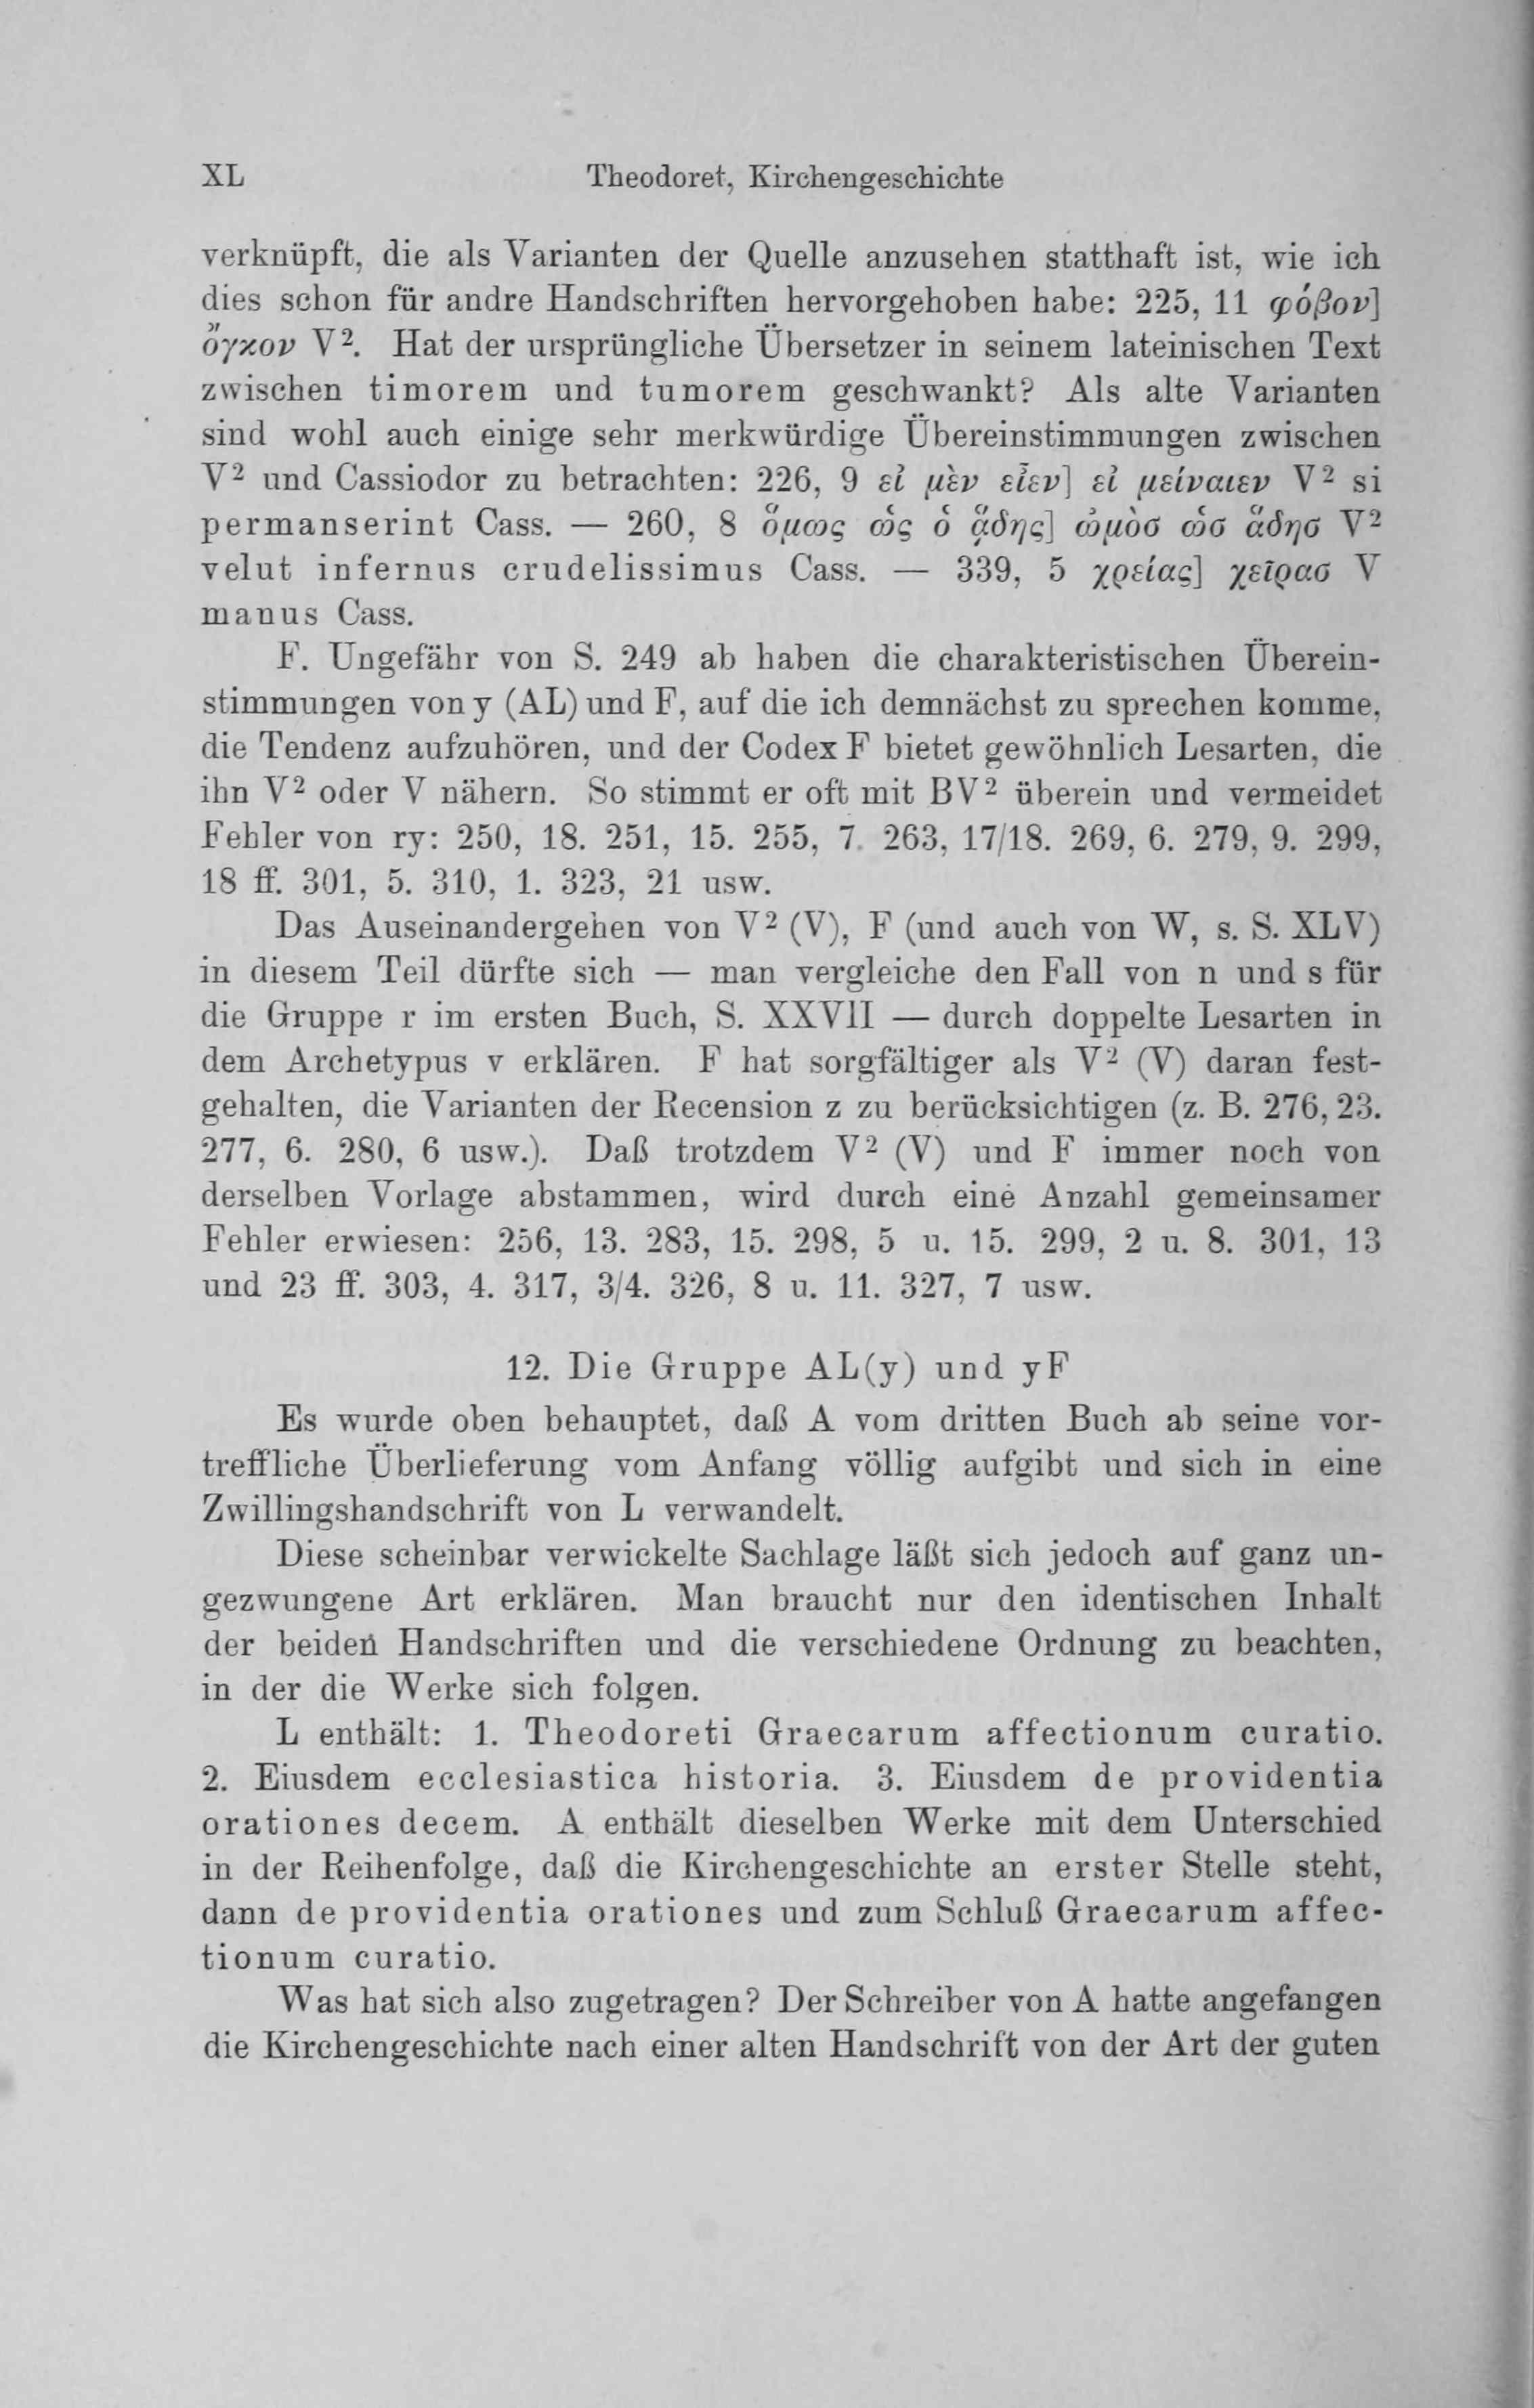 XL Theodoret, Kirchengeschichte
verknüpft, die als Varianten der Quelle anzusehen statthaft ist, wie ich
dies schon für andre Handschriften hervorgehoben habe: 225, 11 φόβον]
ὄγκον V². Hat der ursprüngliche Übersetzer in seinem lateinischen Text
zwischen timorem und tumorem geschwankt? Als alte Varianten
sind wohl auch einige sehr merkwürdige Übereinstimmungen zwischen
V² und Cassiodor zu betrachten: 226, 9 εἰ μὲν εἶεν] εἰ μείναιεν V² si
permanserint Cass. — 260, 8 ὅμως ὡς ὁ ᾅδης] ὠμὸσ ὡσ ἅδησ V²
velut infernus crudelissimus Cass. — 339, 5 χρείας] χεῖρασ V
manus Cass.
F. Ungefähr von S. 249 ab haben die charakteristischen Überein-
stimmungen von y (AL) und F, auf die ich demnächst zu sprechen komme,
die Tendenz aufzuhören, und der Codex F bietet gewöhnlich Lesarten, die
ihn V² oder V nähern. So stimmt er oft mit BV² überein und vermeidet
Fehler von ry: 250, 18. 251, 15. 255, 7. 263, 17/18. 269, 6. 279, 9. 299,
18 ff. 301, 5. 310, 1. 323, 21 usw.
Das Auseinandergehen von V² (V), F (und auch von W, s. S. XLV)
in diesem Teil dürfte sich — man vergleiche den Fall von n und s für
die Gruppe r im ersten Buch, S. XXVII — durch doppelte Lesarten in
dem Archetypus v erklären. F hat sorgfältiger als V² (V) daran fest-
gehalten, die Varianten der Recension z zu berücksichtigen (z. B. 276, 23.
277, 6. 280, 6 usw.). Daß trotzdem V² (V) und F immer noch von
derselben Vorlage abstammen, wird durch eine Anzahl gemeinsamer
Fehler erwiesen: 256, 13. 283, 15. 298, 5 u. 15. 299, 2 u. 8. 301, 13
und 23 ff. 303, 4. 317, 3/4. 326, 8 u. 11. 327, 7 usw.
12. Die Gruppe AL(y) und yF
Es wurde oben behauptet, daß A vom dritten Buch ab seine vor-
treffliche Überlieferung vom Anfang völlig aufgibt und sich in eine
Zwillingshandschrift von L verwandelt.
Diese scheinbar verwickelte Sachlage läßt sich jedoch auf ganz un-
gezwungene Art erklären. Man braucht nur den identischen Inhalt
der beiden Handschriften und die verschiedene Ordnung zu beachten,
in der die Werke sich folgen.
L enthält: 1. Theodoreti Graecarum affectionum curatio.
2. Eiusdem ecclesiastica historia. 3. Eiusdem de providentia
orationes decem. A enthält dieselben Werke mit dem Unterschied
in der Reihenfolge, daß die Kirchengeschichte an erster Stelle steht,
dann de providentia orationes und zum Schluß Graecarum affec-
tionum curatio.
Was hat sich also zugetragen? Der Schreiber von A hatte angefangen
die Kirchengeschichte nach einer alten Handschrift von der Art der guten